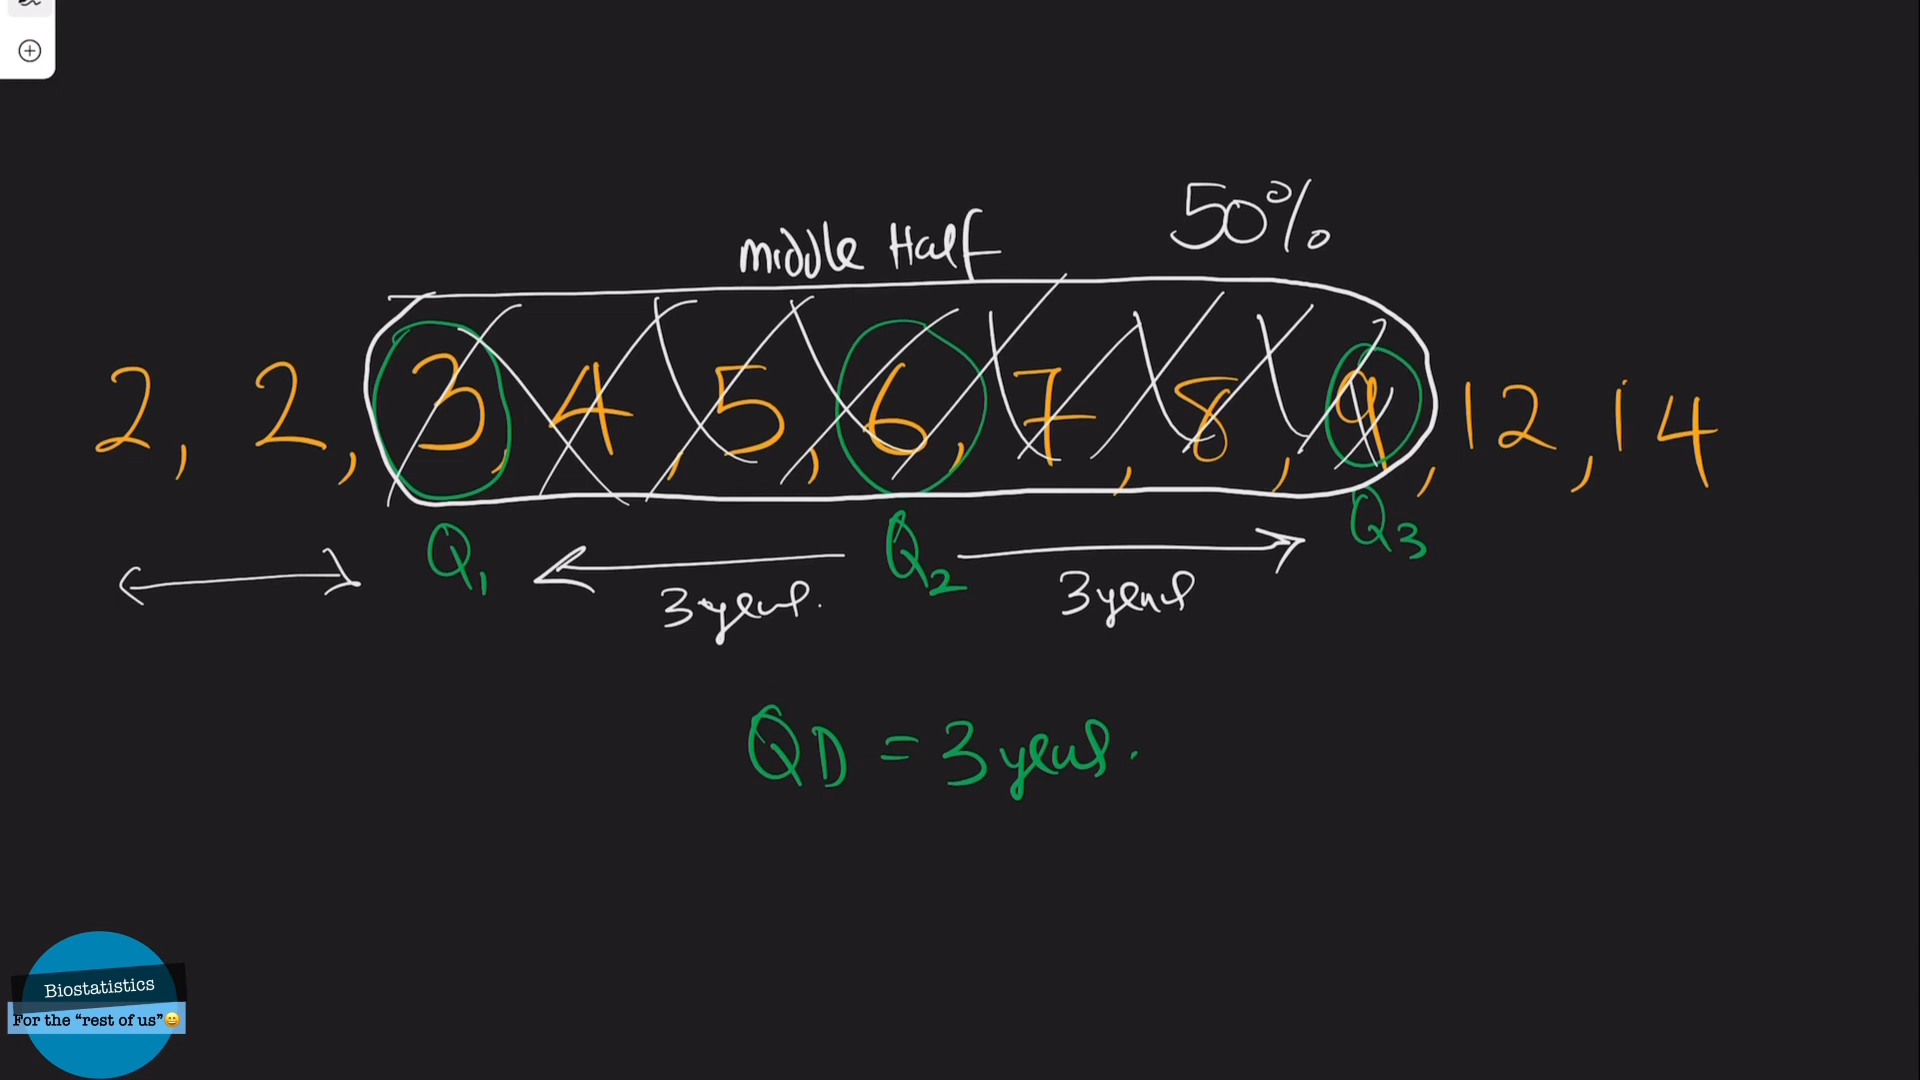 50%
middle Half
2, 2, 3, 4, 5, 6, 7, 8, 9, 12, 14
Q1 Q2 Q3
3 years. 3 years
QD = 3 years.
Biostatistics
For the “rest of us”😄